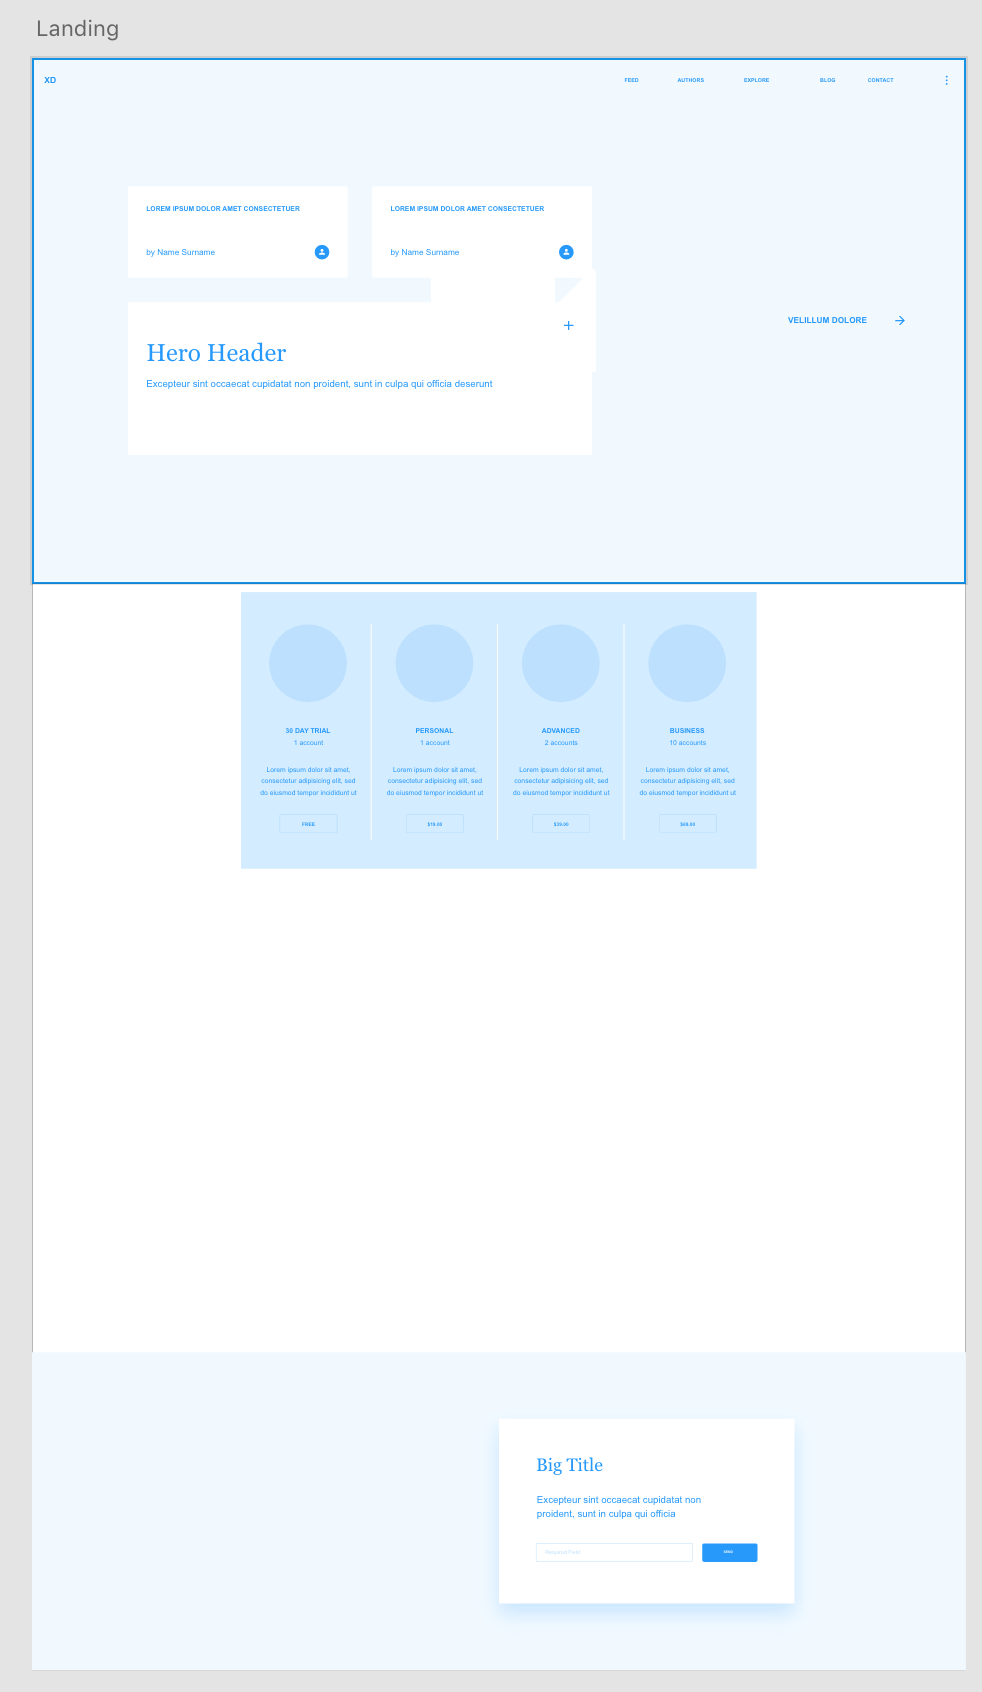 Landing
XD
FEED
AUTHORS
EXPLORE
BLOG
CONTACT
LOREM IPSUM DOLOR AMET CONSECTETUER
by Name Surname
LOREM IPSUM DOLOR AMET CONSECTETUER
by Name Surname
VELILLUM DOLORE
Hero Header
Excepteur sint occaecat cupidatat non proident, sunt in culpa qui officia deserunt
30 DAY TRIAL
1 account
Lorem ipsum dolor sit amet,
consectetur adipisicing elit, sed
do eiusmod tempor incididunt ut
FREE
PERSONAL
1 account
Lorem ipsum dolor sit amet,
consectetur adipisicing elit, sed
do eiusmod tempor incididunt ut
$19.00
ADVANCED
2 accounts
Lorem ipsum dolor sit amet,
consectetur adipisicing elit, sed
do eiusmod tempor incididunt ut
$39.00
BUSINESS
10 accounts
Lorem ipsum dolor sit amet,
consectetur adipisicing elit, sed
do eiusmod tempor incididunt ut
$69.00
Big Title
Excepteur sint occaecat cupidatat non
proident, sunt in culpa qui officia
Required Field
SEND